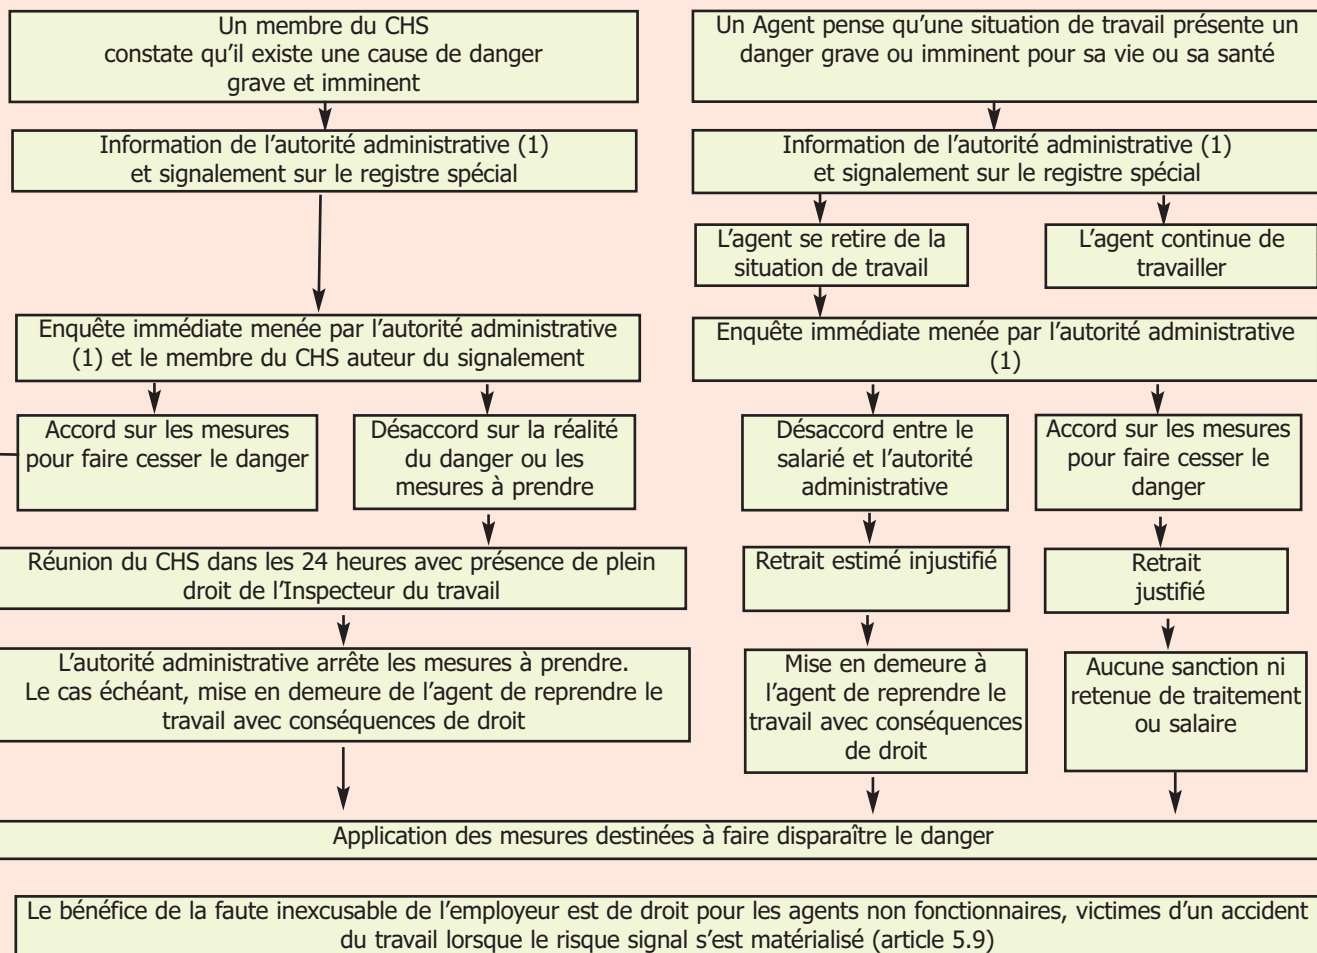 Un membre du CHS
constate qu’il existe une cause de danger
grave et imminent
Information de l’autorité administrative (1)
et signalement sur le registre spécial
Enquête immédiate menée par l’autorité administrative
(1) et le membre du CHS auteur du signalement
Accord sur les mesures
pour faire cesser le danger
Désaccord sur la réalité
du danger ou les
mesures à prendre
Réunion du CHS dans les 24 heures avec présence de plein
droit de l’Inspecteur du travail
L’autorité administrative arrête les mesures à prendre.
Le cas échéant, mise en demeure de l’agent de reprendre le
travail avec conséquences de droit
Un Agent pense qu’une situation de travail présente un
danger grave ou imminent pour sa vie ou sa santé
Information de l’autorité administrative (1)
et signalement sur le registre spécial
L’agent se retire de la
situation de travail
L’agent continue de
travailler
Enquête immédiate menée par l’autorité administrative
(1)
Désaccord entre le
salarié et l’autorité
administrative
Accord sur les mesures
pour faire cesser le
danger
Retrait estimé injustifié
Retrait
justifié
Mise en demeure à
l’agent de reprendre le
travail avec conséquences
de droit
Aucune sanction ni
retenue de traitement
ou salaire
Application des mesures destinées à faire disparaître le danger
Le bénéfice de la faute inexcusable de l’employeur est de droit pour les agents non fonctionnaires, victimes d’un accident
du travail lorsque le risque signal s’est matérialisé (article 5.9)